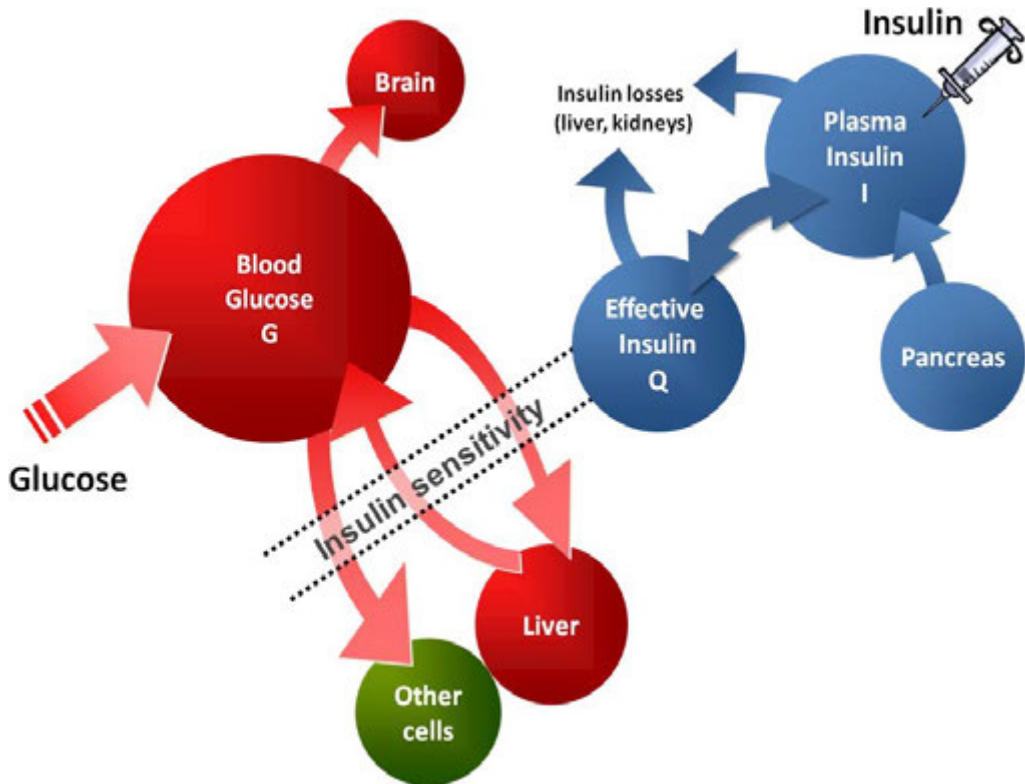 Insulin
Brain
Insulin losses
(liver, kidneys)
Plasma
Insulin
I
Blood
Glucose
G
Effective
Insulin
Q
Pancreas
Glucose
Insulin sensitivity
Liver
Other
cells